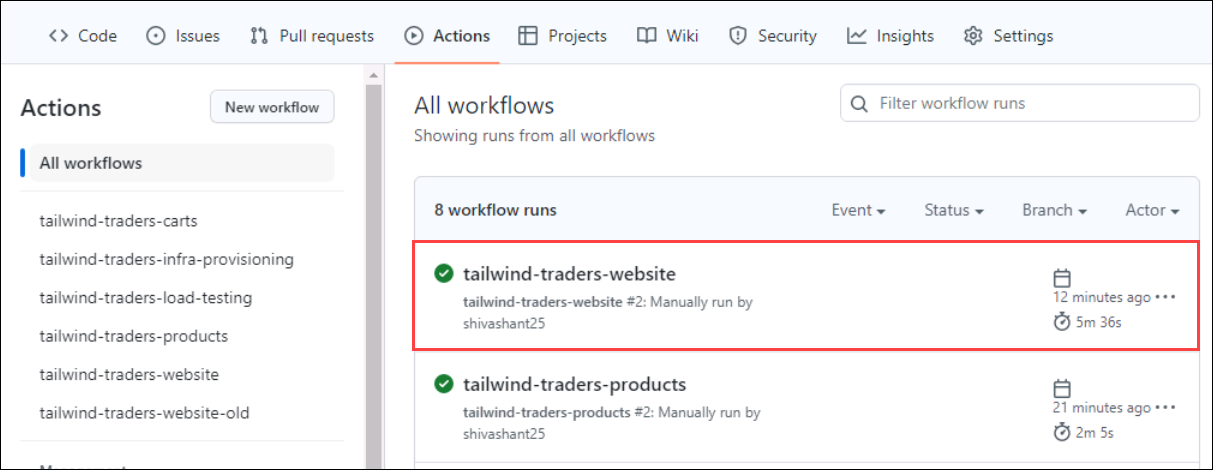 Code Issues Pull requests Actions Projects Wiki Security Insights Settings
Actions
New workflow
All workflows
tailwind-traders-carts
tailwind-traders-infra-provisioning
tailwind-traders-load-testing
tailwind-traders-products
tailwind-traders-website
tailwind-traders-website-old
All workflows
Showing runs from all workflows
Filter workflow runs
8 workflow runs
Event Status Branch Actor
tailwind-traders-website
tailwind-traders-website #2: Manually run by
shivashant25
12 minutes ago
5m 36s
tailwind-traders-products
tailwind-traders-products #2: Manually run by
shivashant25
21 minutes ago
2m 5s